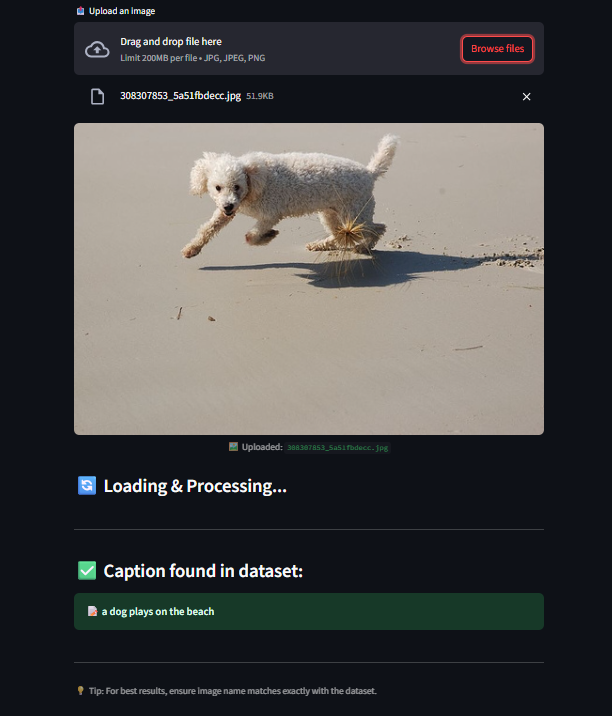 Upload an image
Drag and drop file here
Limit 200MB per file • JPG, JPEG, PNG
Browse files
308307853_5a51fbdecc.jpg 51.9KB
Uploaded: 308307853_5a51fbdecc.jpg
Loading & Processing...
Caption found in dataset:
a dog plays on the beach
Tip: For best results, ensure image name matches exactly with the dataset.